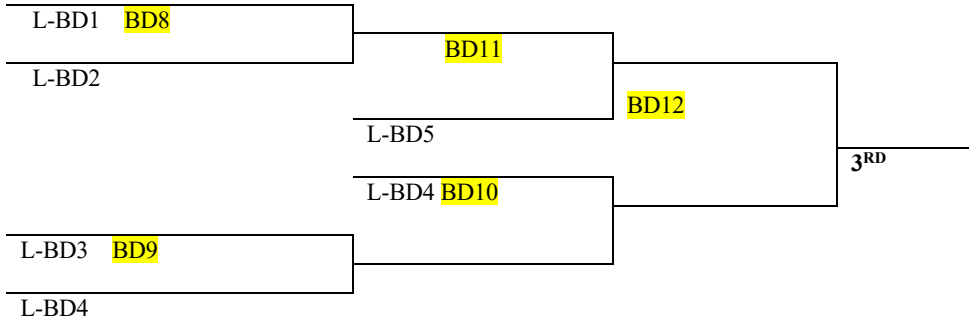 L-BD1 BD8
BD11
L-BD2
BD12
L-BD5
3RD
L-BD4 BD10
L-BD3 BD9
L-BD4